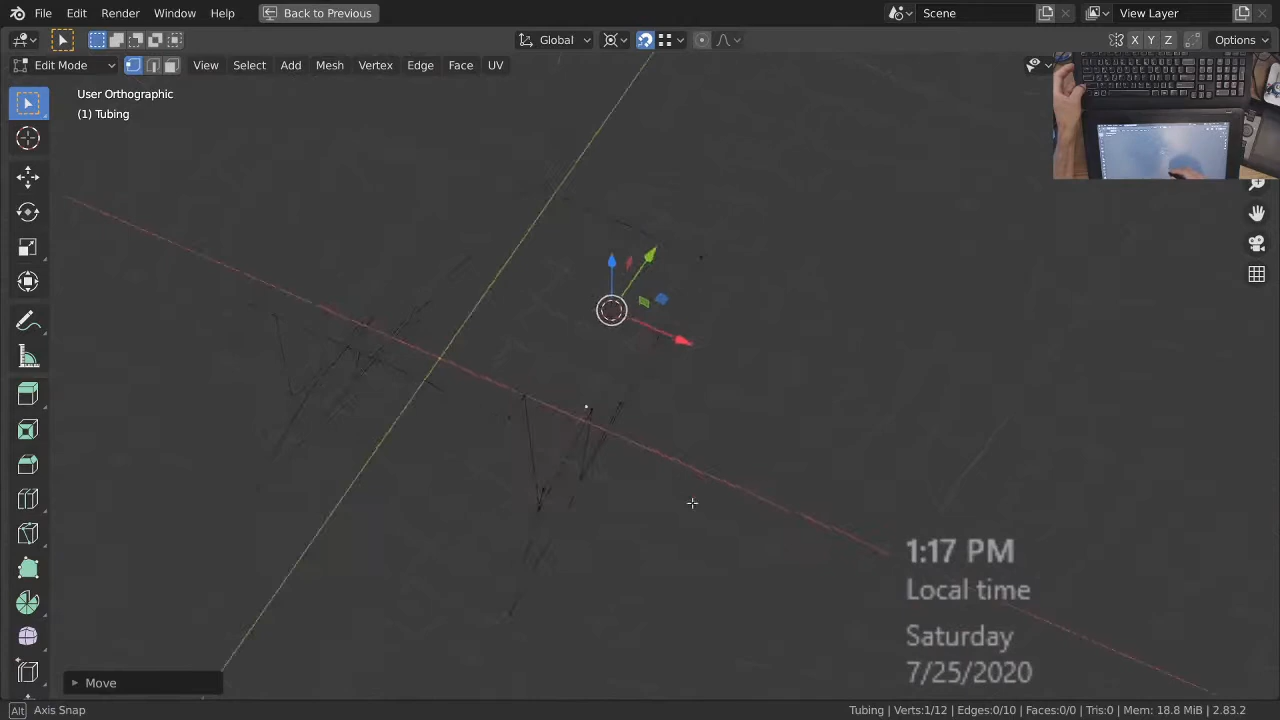 File Edit Render Window Help Back to Previous Scene View Layer
Global X Y Z Options
Edit Mode View Select Add Mesh Vertex Edge Face UV
User Orthographic
(1) Tubing
1:17 PM
Local time
Saturday
7/25/2020
Move
Alt Axis Snap Tubing | Verts:1/12 | Edges:0/10 | Faces:0/0 | Tris:0 | Mem: 18.8 MiB | 2.83.2